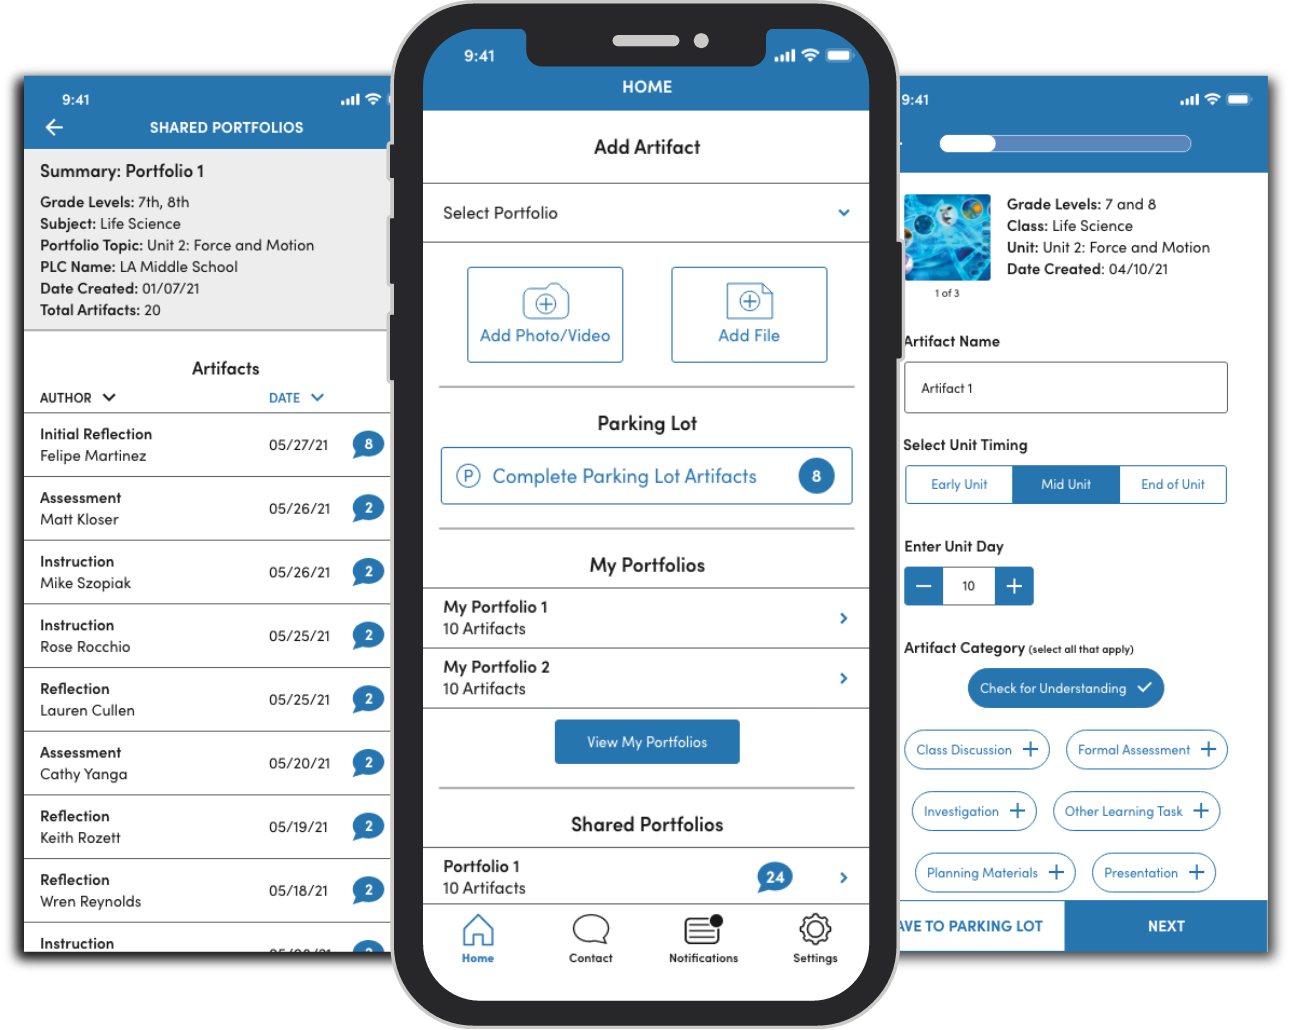 9:41
SHARED PORTFOLIOS
Summary: Portfolio 1
Grade Levels: 7th, 8th
Subject: Life Science
Portfolio Topic: Unit 2: Force and Motion
PLC Name: LA Middle School
Date Created: 01/07/21
Total Artifacts: 20
Artifacts
AUTHOR DATE
Initial Reflection
Felipe Martinez
05/27/21 8
Assessment
Matt Kloser
05/26/21 2
Instruction
Mike Szopiak
05/26/21 2
Instruction
Rose Rocchio
05/25/21 2
Reflection
Lauren Cullen
05/25/21 2
Assessment
Cathy Yanga
05/20/21 2
Reflection
Keith Rozett
05/19/21 2
Reflection
Wren Reynolds
05/18/21 2
Instruction
9:41
HOME
Add Artifact
Select Portfolio
Add Photo/Video
Add File
Parking Lot
P Complete Parking Lot Artifacts 8
My Portfolios
My Portfolio 1
10 Artifacts
My Portfolio 2
10 Artifacts
View My Portfolios
Shared Portfolios
Portfolio 1
10 Artifacts
24
Home Contact Notifications Settings
9:41
Grade Levels: 7 and 8
Class: Life Science
Unit: Unit 2: Force and Motion
Date Created: 04/10/21
1 of 3
Artifact Name
Artifact 1
Select Unit Timing
Early Unit Mid Unit End of Unit
Enter Unit Day
10
Artifact Category (select all that apply)
Check for Understanding
Class Discussion Formal Assessment
Investigation Other Learning Task
Planning Materials Presentation
AVE TO PARKING LOT NEXT